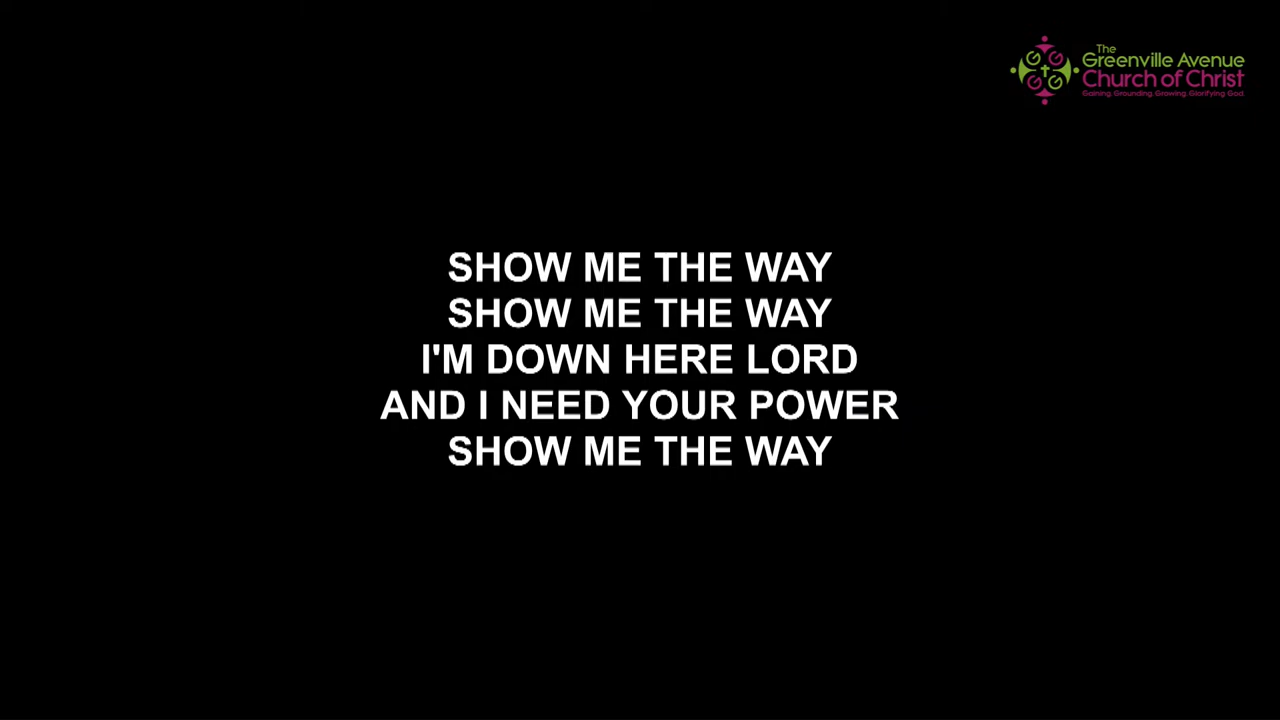 The
Greenville Avenue
Church of Christ
Gaining. Grounding. Growing. Glorifying God.
SHOW ME THE WAY
SHOW ME THE WAY
I'M DOWN HERE LORD
AND I NEED YOUR POWER
SHOW ME THE WAY